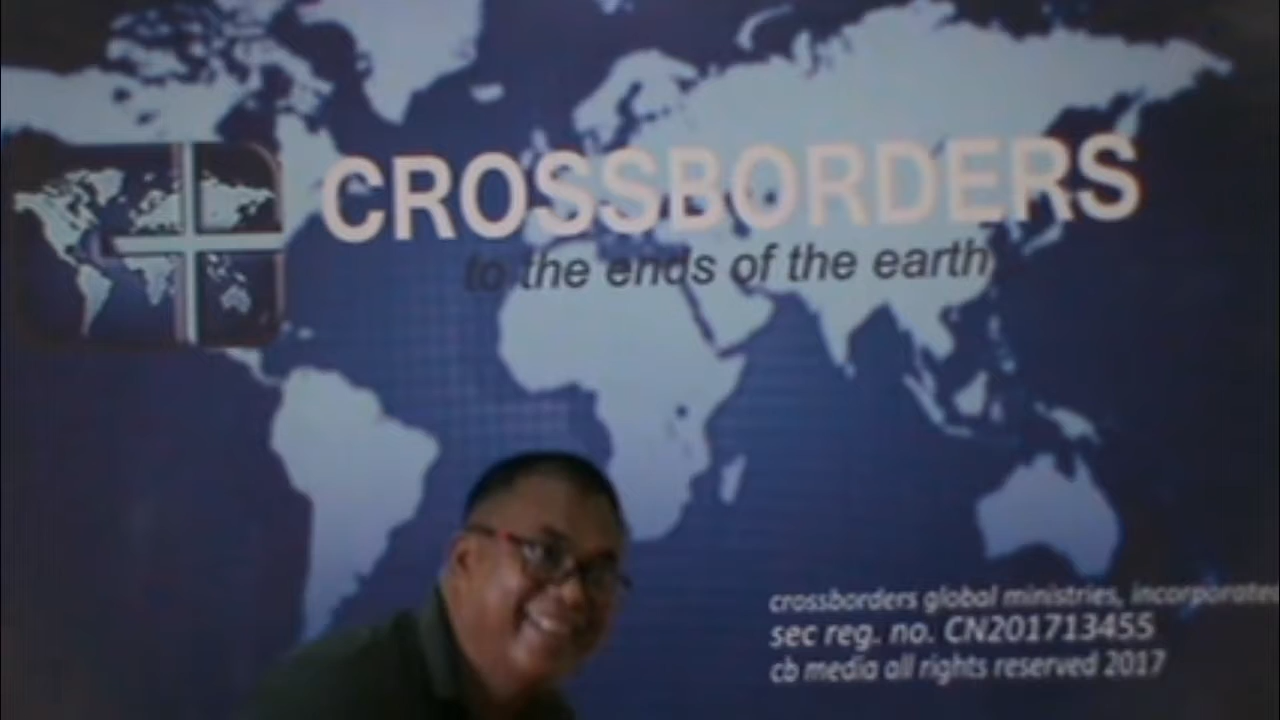 CROSSBORDERS
to the ends of the earth
crossborders global ministries, incorporated
sec reg. no. CN201713455
cb media all rights reserved 2017